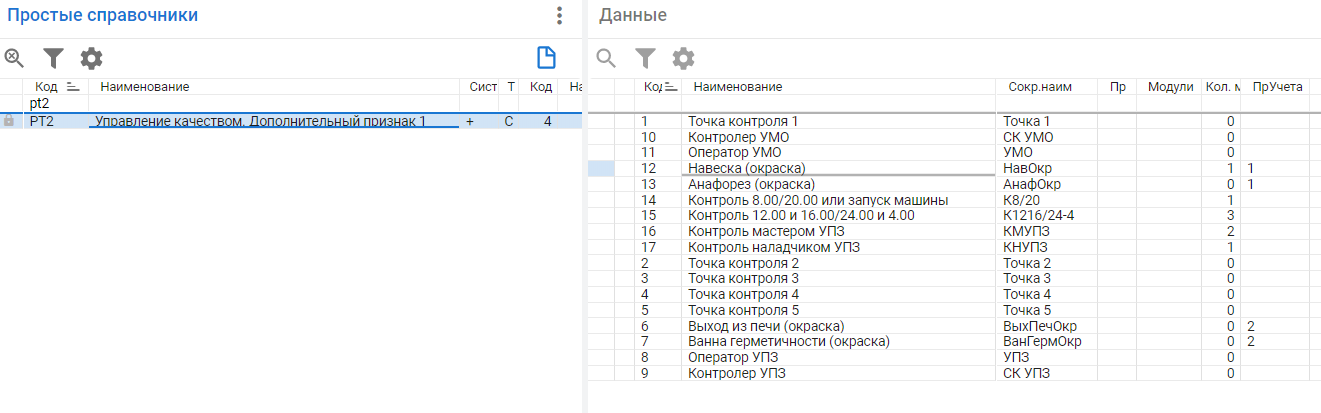 Простые справочники
Данные
Код Наименование Сист Т Код На
pt2
РТ2 Управление качеством. Дополнительный признак 1 + С 4
Код Наименование Сокр.наим Пр Модули Кол. м ПрУчета
1 Точка контроля 1 Точка 1 0
10 Контролер УМО СК УМО 0
11 Оператор УМО УМО 0
12 Навеска (окраска) НавОкр 1 1
13 Анафорез (окраска) АнафОкр 0 1
14 Контроль 8.00/20.00 или запуск машины К8/20 1
15 Контроль 12.00 и 16.00/24.00 и 4.00 К1216/24-4 3
16 Контроль мастером УПЗ КМУПЗ 2
17 Контроль наладчиком УПЗ КНУПЗ 1
2 Точка контроля 2 Точка 2 0
3 Точка контроля 3 Точка 3 0
4 Точка контроля 4 Точка 4 0
5 Точка контроля 5 Точка 5 0
6 Выход из печи (окраска) ВыхПечОкр 0 2
7 Ванна герметичности (окраска) ВанГермОкр 0 2
8 Оператор УПЗ УПЗ 0
9 Контролер УПЗ СК УПЗ 0